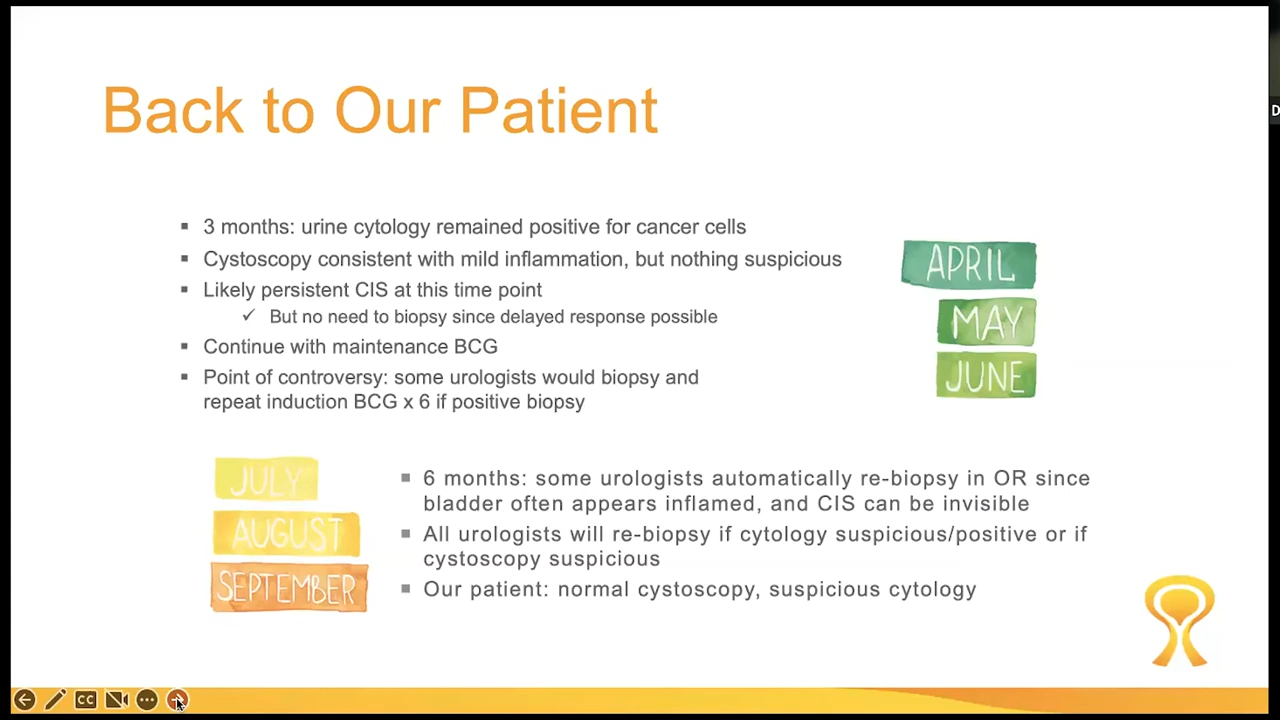 Back to Our Patient
3 months: urine cytology remained positive for cancer cells
Cystoscopy consistent with mild inflammation, but nothing suspicious
Likely persistent CIS at this time point
But no need to biopsy since delayed response possible
Continue with maintenance BCG
Point of controversy: some urologists would biopsy and
repeat induction BCG x 6 if positive biopsy
APRIL
MAY
JUNE
JULY
AUGUST
SEPTEMBER
6 months: some urologists automatically re-biopsy in OR since
bladder often appears inflamed, and CIS can be invisible
All urologists will re-biopsy if cytology suspicious/positive or if
cystoscopy suspicious
Our patient: normal cystoscopy, suspicious cytology
D
CC